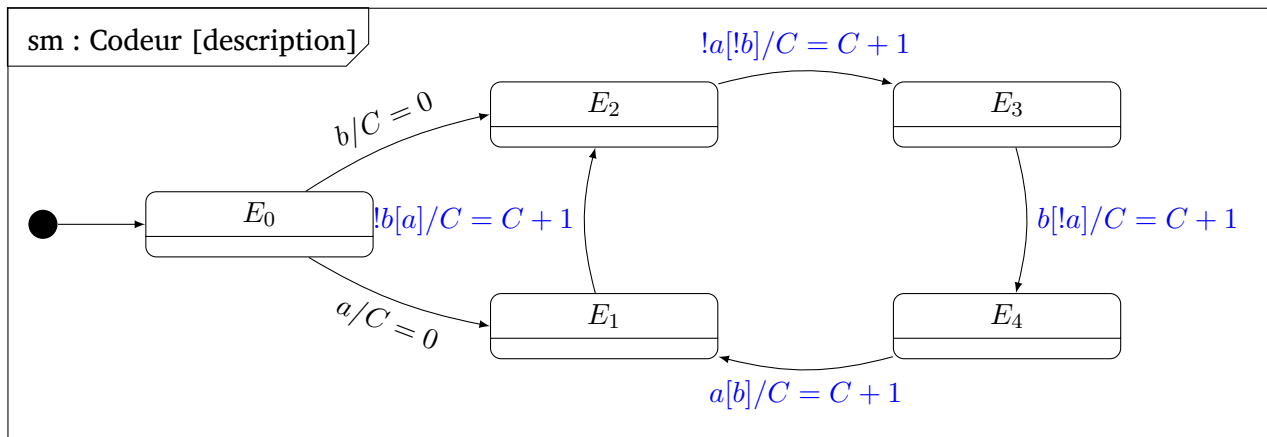 sm : Codeur [description]
!a[!b]/C = C + 1
E₂
E₃
b/C = 0
E₀
!b[a]/C = C + 1
b[!a]/C = C + 1
a/C = 0
E₁
E₄
a[b]/C = C + 1